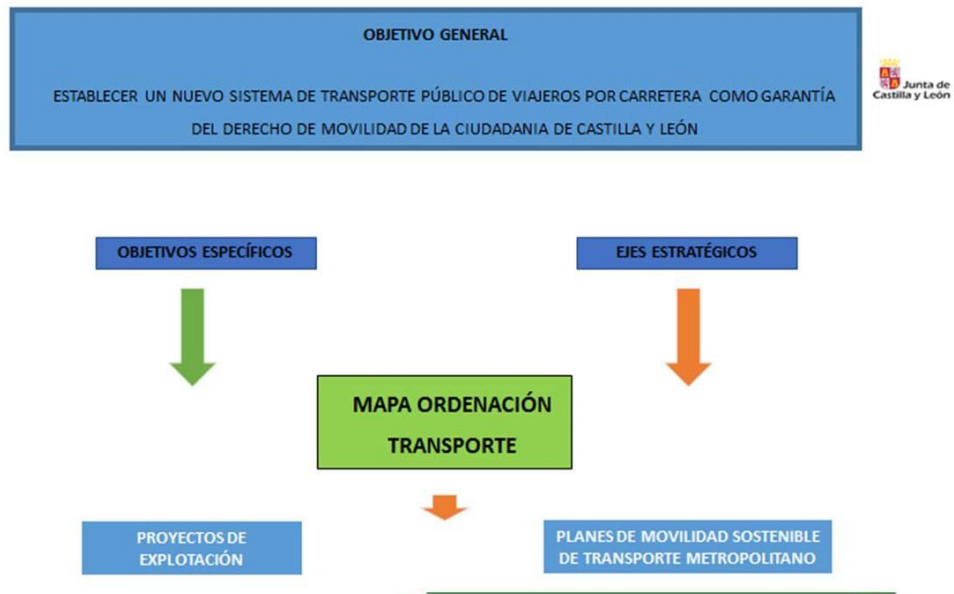 OBJETIVO GENERAL
ESTABLECER UN NUEVO SISTEMA DE TRANSPORTE PÚBLICO DE VIAJEROS POR CARRETERA COMO GARANTÍA
DEL DERECHO DE MOVILIDAD DE LA CIUDADANIA DE CASTILLA Y LEÓN
Junta de
Castilla y León
OBJETIVOS ESPECÍFICOS
EJES ESTRATÉGICOS
MAPA ORDENACIÓN
TRANSPORTE
PROYECTOS DE
EXPLOTACIÓN
PLANES DE MOVILIDAD SOSTENIBLE
DE TRANSPORTE METROPOLITANO